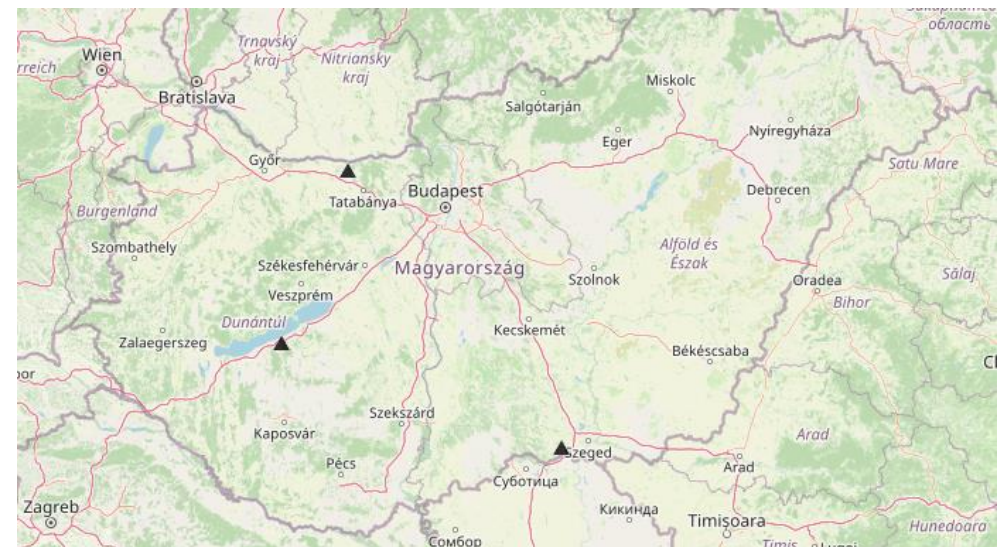 область
Wien
Trnavský
kraj
Nitriansky
kraj
Bratislava
Miskolc
Salgótarján
Nyíregyháza
Eger
Győr
Satu Mare
Budapest
Debrecen
Tatabánya
Burgenland
Szombathely
Alföld és
Észak
Székesfehérvár
Magyarország
Szolnok
Sălaj
Oradea
Veszprém
Bihor
Dunántúl
Kecskemét
Zalaegerszeg
Békéscsaba
Szekszárd
Kaposvár
Arad
Szeged
Pécs
Arad
Суботица
Zagreb
Кикинда
Timișoara
Hunedoara
Сомбор
Timiș